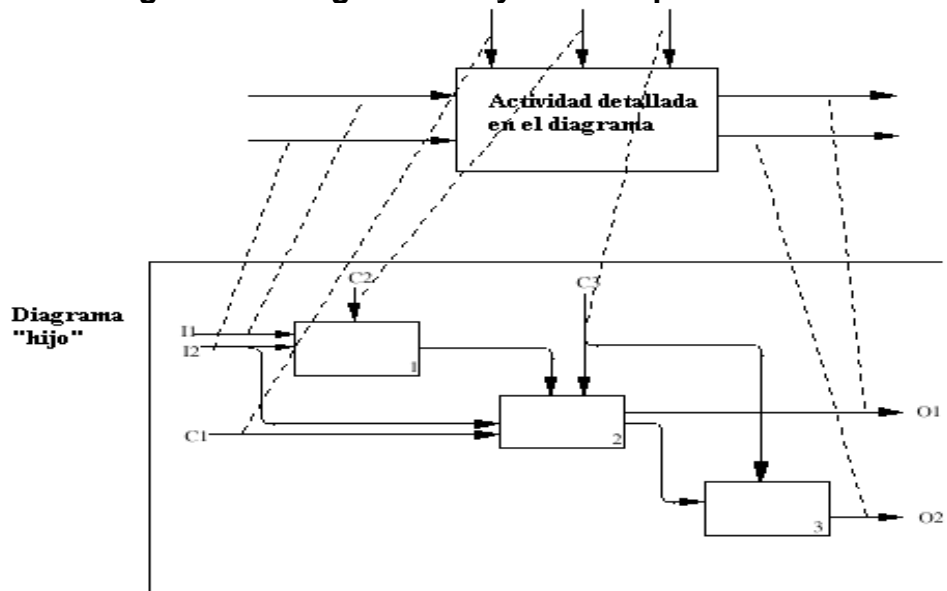 Actividad detallada
en el diagrama
C2
C3
Diagrama
"hijo"
I1
I2
1
C1
2
O1
3
O2